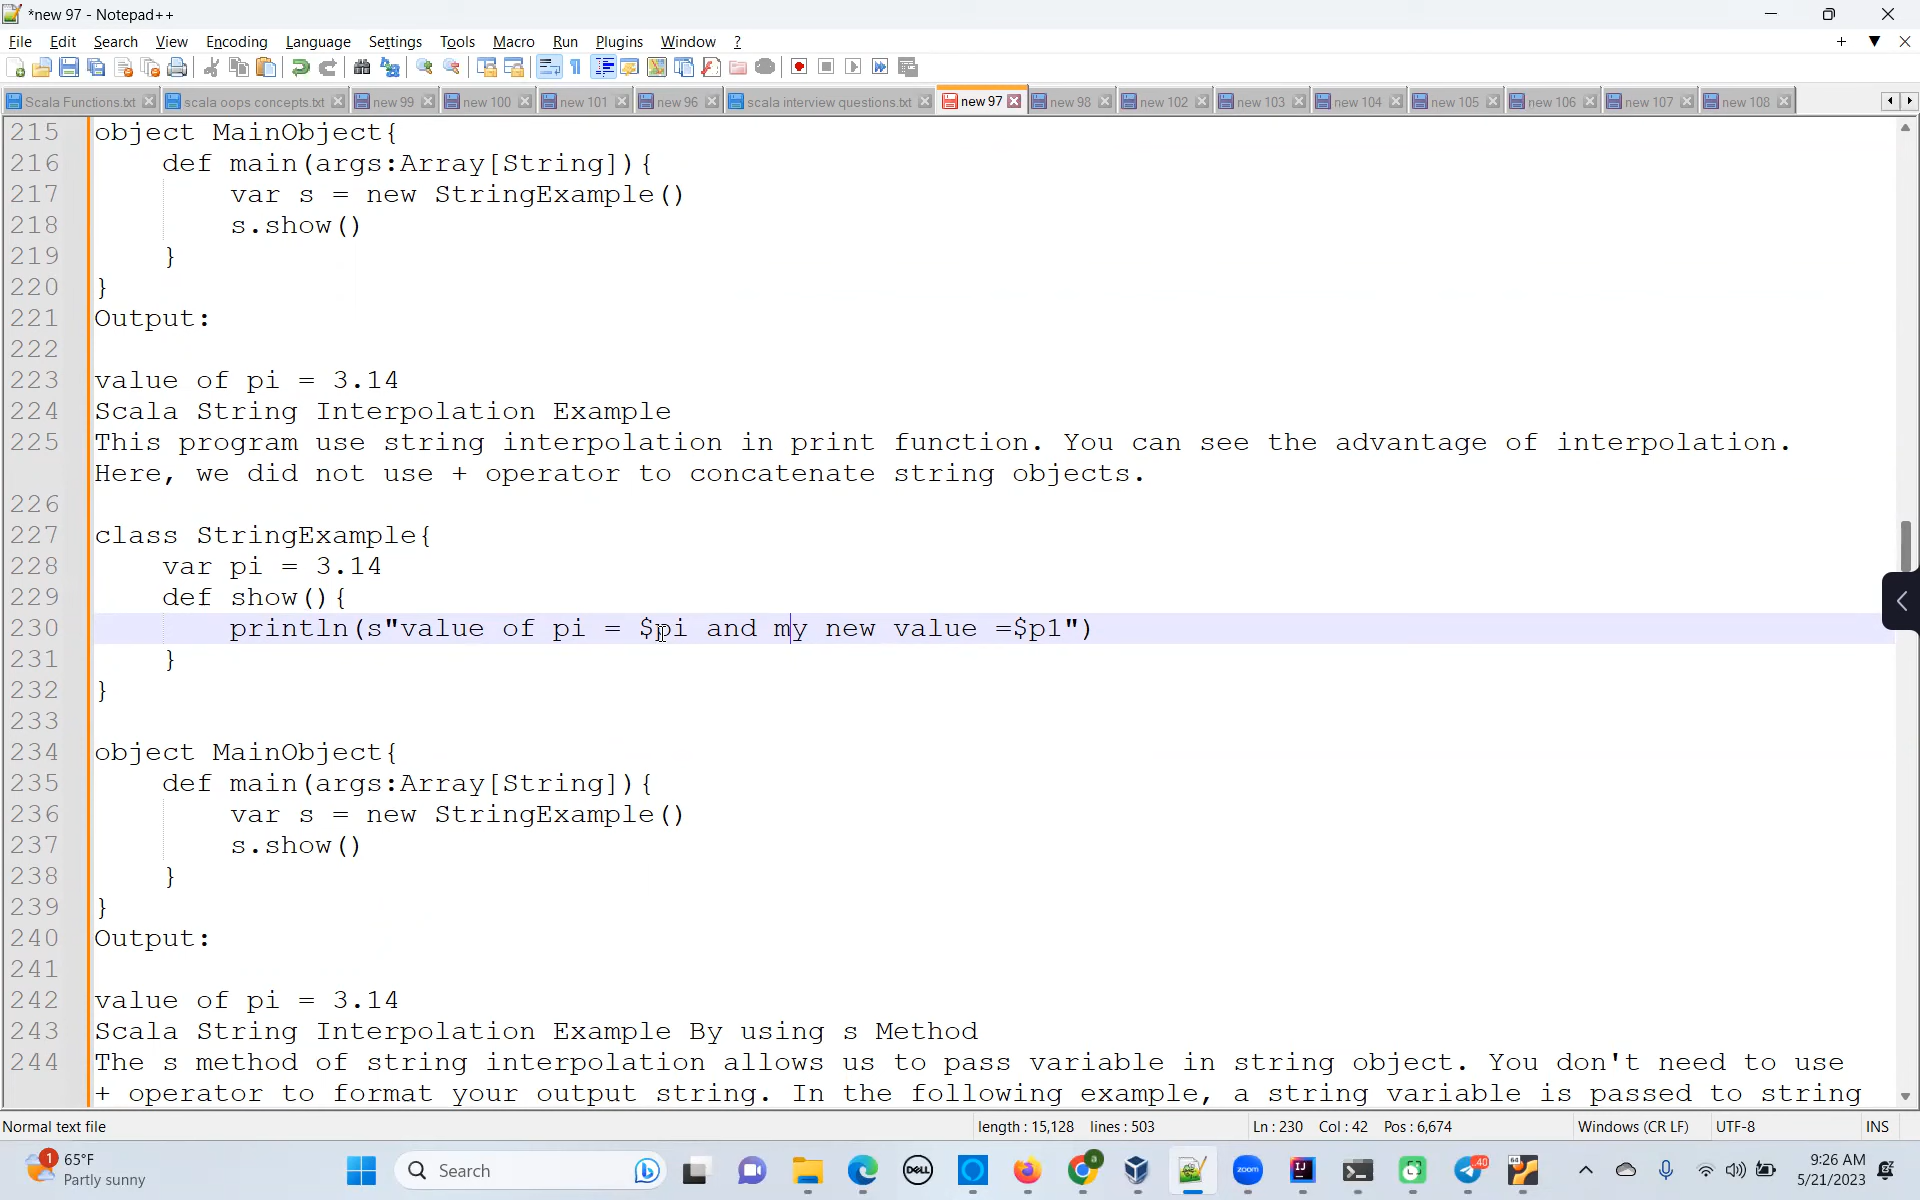 *new 97 - Notepad++
File Edit Search View Encoding Language Settings Tools Macro Run Plugins Window ?
Scala Functions.txt scala oops concepts.txt new 99 new 100 new 101 new 96 scala interview questions.txt new 97 new 98 new 102 new 103 new 104 new 105 new 106 new 107 new 108
215 object MainObject{
216 def main(args:Array[String]){
217 var s = new StringExample()
218 s.show()
219 }
220 }
221 Output:
222
223 value of pi = 3.14
224 Scala String Interpolation Example
225 This program use string interpolation in print function. You can see the advantage of interpolation.
Here, we did not use + operator to concatenate string objects.
226
227 class StringExample{
228 var pi = 3.14
229 def show(){
230 println(s"value of pi = $pi and my new value =$p1")
231 }
232 }
233
234 object MainObject{
235 def main(args:Array[String]){
236 var s = new StringExample()
237 s.show()
238 }
239 }
240 Output:
241
242 value of pi = 3.14
243 Scala String Interpolation Example By using s Method
244 The s method of string interpolation allows us to pass variable in string object. You don't need to use
+ operator to format your output string. In the following example, a string variable is passed to string
Normal text file length : 15,128 lines : 503 Ln : 230 Col : 42 Pos : 6,674 Windows (CR LF) UTF-8 INS
1 65°F
Partly sunny
Search
DELL
a
zoom
IJ
40
64
9:26 AM
5/21/2023